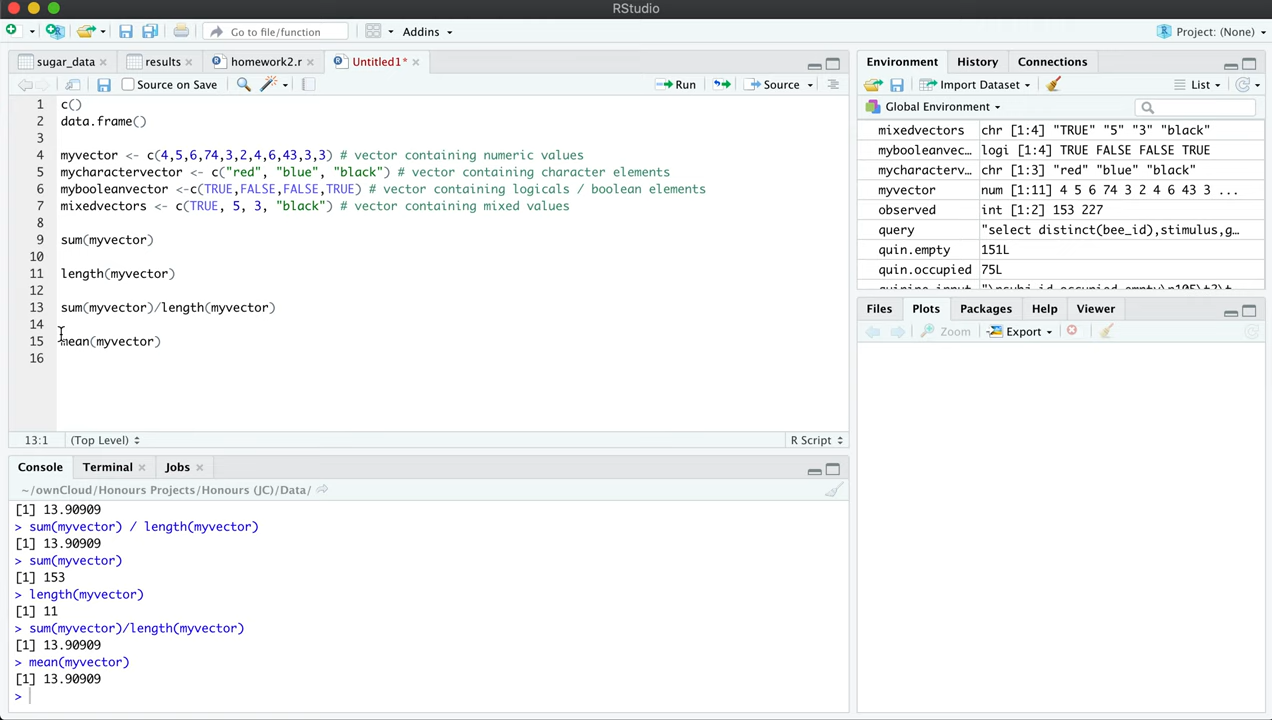 RStudio
Go to file/function
Addins
Project: (None)
sugar_data
results
homework2.r
Untitled1*
Source on Save
Run
Source
1 c()
2 data.frame()
3
4 myvector <- c(4,5,6,74,3,2,4,6,43,3,3) # vector containing numeric values
5 mycharactervector <- c("red", "blue", "black") # vector containing character elements
6 mybooleanvector <-c(TRUE,FALSE,FALSE,TRUE) # vector containing logicals / boolean elements
7 mixedvectors <- c(TRUE, 5, 3, "black") # vector containing mixed values
8
9 sum(myvector)
10
11 length(myvector)
12
13 sum(myvector)/length(myvector)
14
15 mean(myvector)
16
13:1 (Top Level) R Script
Console Terminal Jobs
~/ownCloud/Honours Projects/Honours (JC)/Data/
[1] 13.90909
> sum(myvector) / length(myvector)
[1] 13.90909
> sum(myvector)
[1] 153
> length(myvector)
[1] 11
> sum(myvector)/length(myvector)
[1] 13.90909
> mean(myvector)
[1] 13.90909
>
Environment History Connections
Import Dataset List
Global Environment
mixedvectors chr [1:4] "TRUE" "5" "3" "black"
mybooleanvec… logi [1:4] TRUE FALSE FALSE TRUE
mycharacterv… chr [1:3] "red" "blue" "black"
myvector num [1:11] 4 5 6 74 3 2 4 6 43 3 ...
observed int [1:2] 153 227
query "select distinct(bee_id),stimulus,g…
quin.empty 151L
quin.occupied 75L
Files Plots Packages Help Viewer
Zoom Export